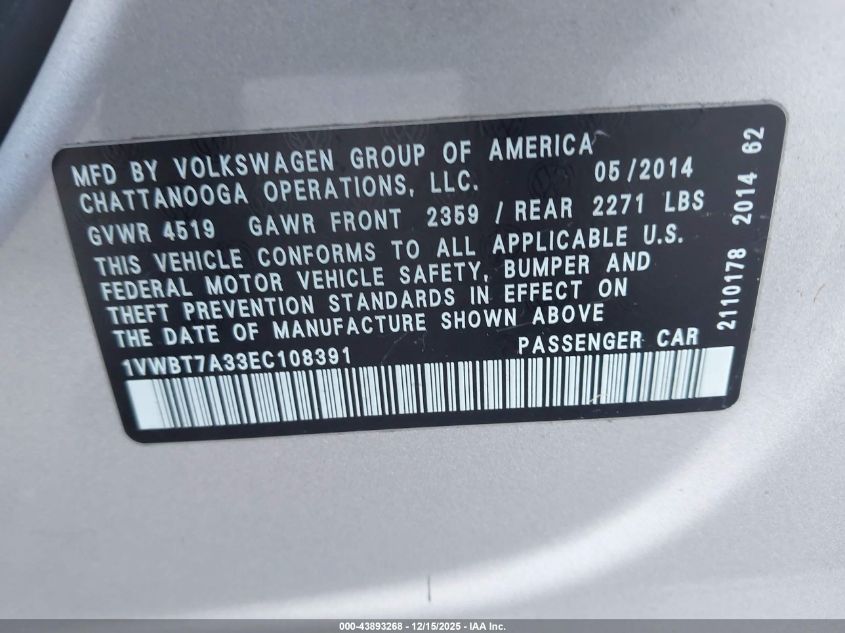 MFD BY VOLKSWAGEN GROUP OF AMERICA
CHATTANOOGA OPERATIONS, LLC. 05/2014
GVWR 4519 GAWR FRONT 2359 / REAR 2271 LBS
THIS VEHICLE CONFORMS TO ALL APPLICABLE U.S.
FEDERAL MOTOR VEHICLE SAFETY, BUMPER AND
THEFT PREVENTION STANDARDS IN EFFECT ON
THE DATE OF MANUFACTURE SHOWN ABOVE
1VWBT7A33EC108391 PASSENGER CAR
2110178 2014 62
000-43893268 - 12/15/2025 - IAA Inc.